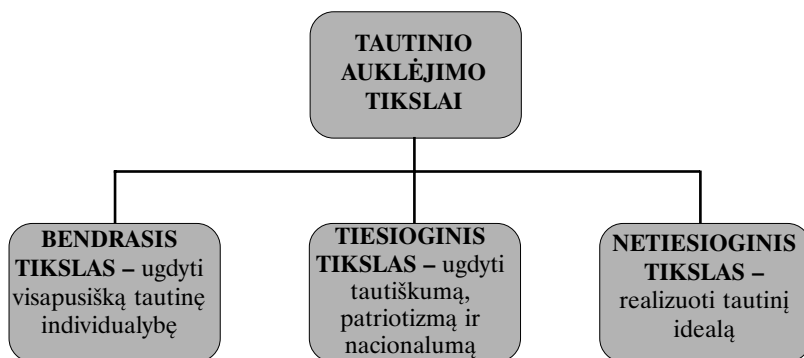 TAUTINIO
AUKLĖJIMO
TIKSLAI
BENDRASIS
TIKSLAS – ugdyti
visapusišką tautinę
individualybę
TIESIOGINIS
TIKSLAS – ugdyti
tautiškumą,
patriotizmą ir
nacionalumą
NETIESIOGINIS
TIKSLAS –
realizuoti tautinį
idealą